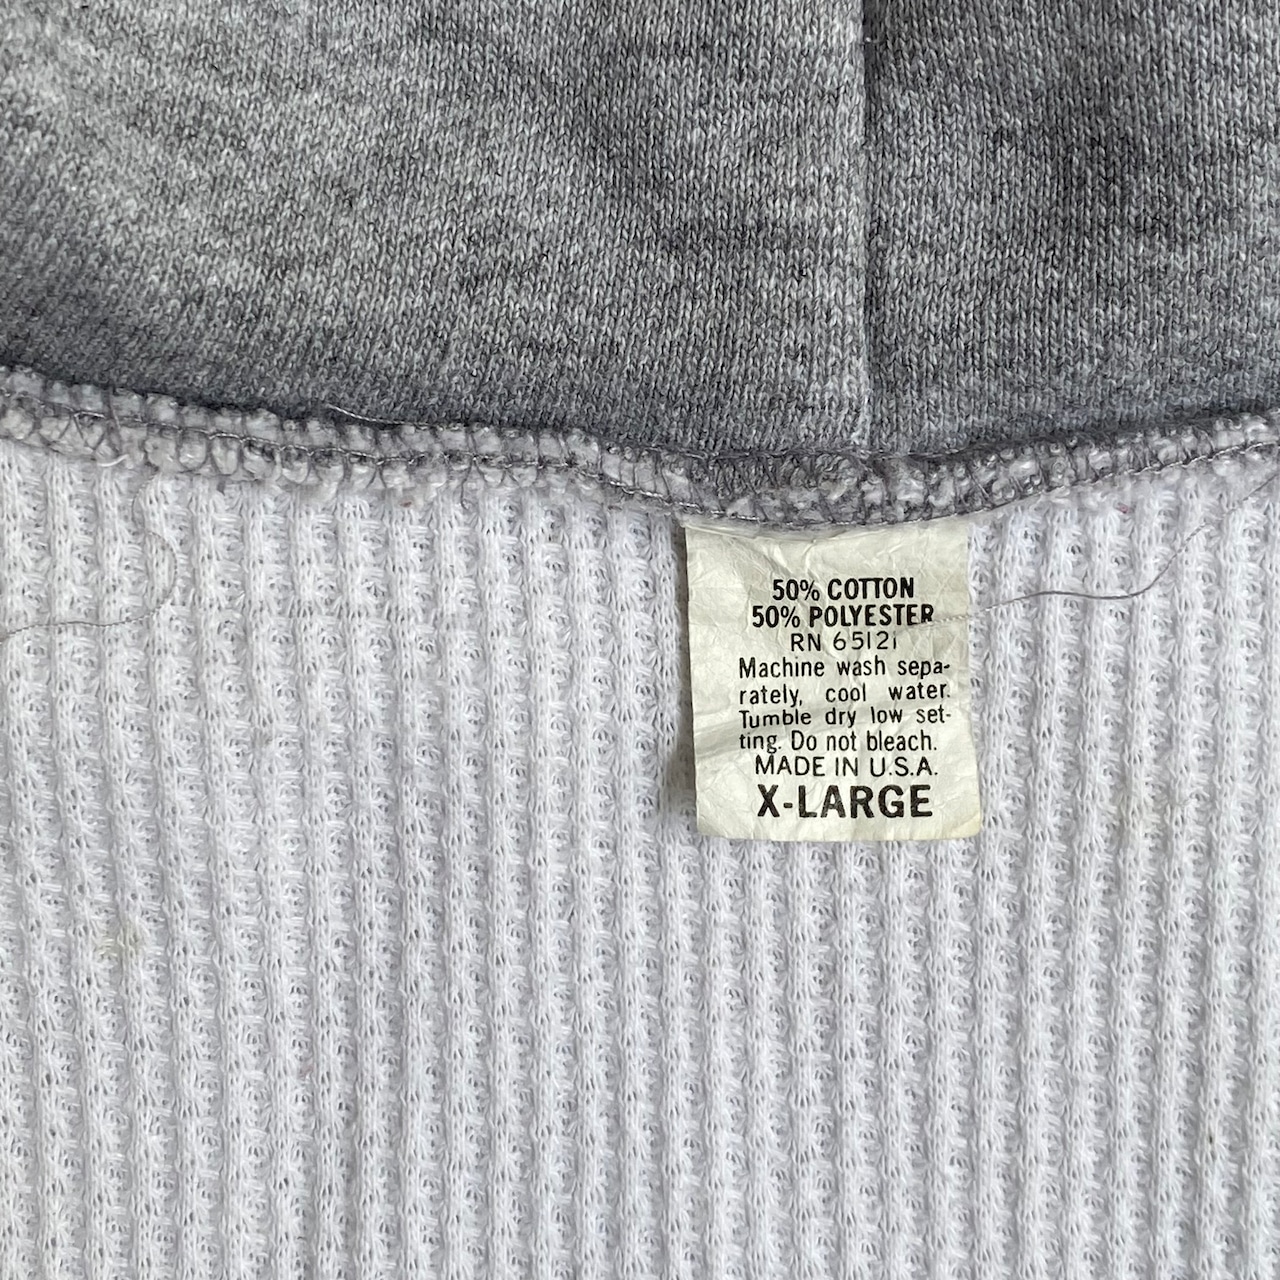 50% COTTON
50% POLYESTER
RN 65121
Machine wash sepa-
rately, cool water.
Tumble dry low set-
ting. Do not bleach.
MADE IN U.S.A.
X-LARGE